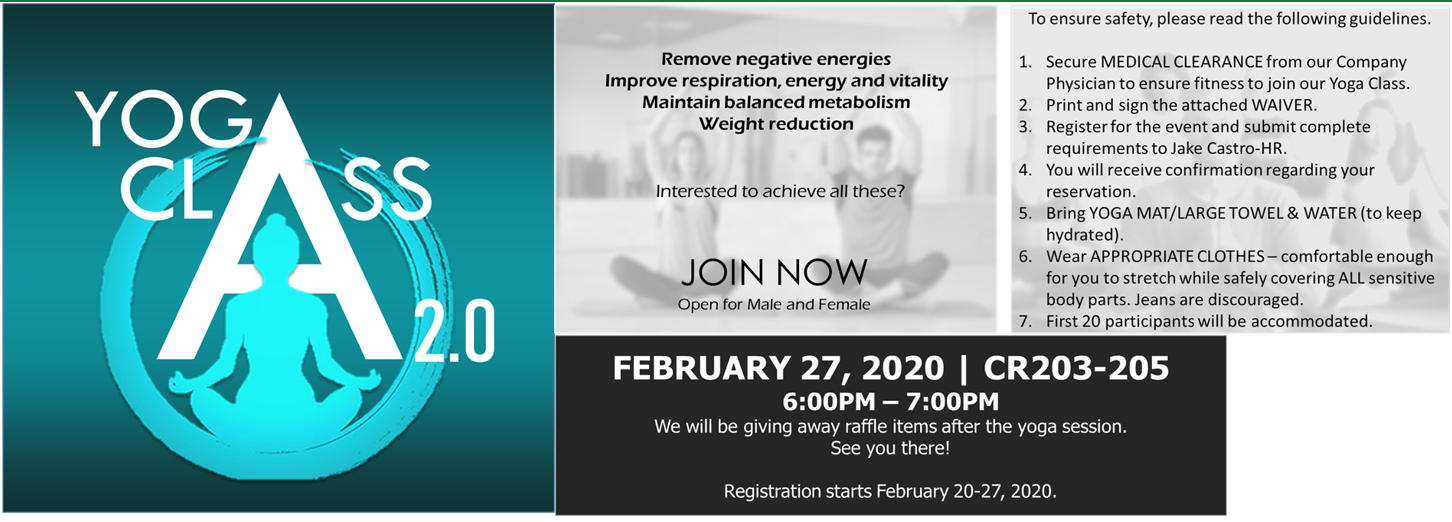 YOGA
CLASS
2.0
Remove negative energies
Improve respiration, energy and vitality
Maintain balanced metabolism
Weight reduction
Interested to achieve all these?
JOIN NOW
Open for Male and Female
To ensure safety, please read the following guidelines.
1. Secure MEDICAL CLEARANCE from our Company
Physician to ensure fitness to join our Yoga Class.
2. Print and sign the attached WAIVER.
3. Register for the event and submit complete
requirements to Jake Castro-HR.
4. You will receive confirmation regarding your
reservation.
5. Bring YOGA MAT/LARGE TOWEL & WATER (to keep
hydrated).
6. Wear APPROPRIATE CLOTHES – comfortable enough
for you to stretch while safely covering ALL sensitive
body parts. Jeans are discouraged.
7. First 20 participants will be accommodated.
FEBRUARY 27, 2020 | CR203-205
6:00PM – 7:00PM
We will be giving away raffle items after the yoga session.
See you there!
Registration starts February 20-27, 2020.